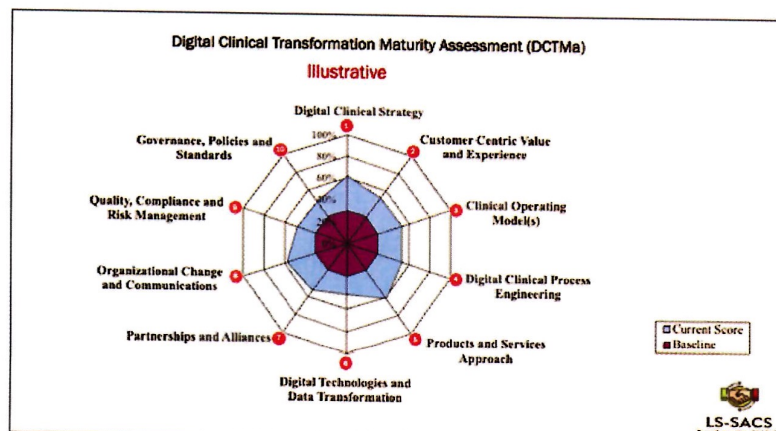 Digital Clinical Transformation Maturity Assessment (DCTMa)
Illustrative
Digital Clinical Strategy
1
100%
80%
60%
40%
20%
0%
Customer Centric Value
and Experience
2
Clinical Operating
Model(s)
3
Digital Clinical Process
Engineering
4
Products and Services
Approach
5
Digital Technologies and
Data Transformation
6
Partnerships and Alliances
7
Organizational Change
and Communications
8
Quality, Compliance and
Risk Management
9
Governance, Policies and
Standards
10
Current Score
Baseline
LS-SACS